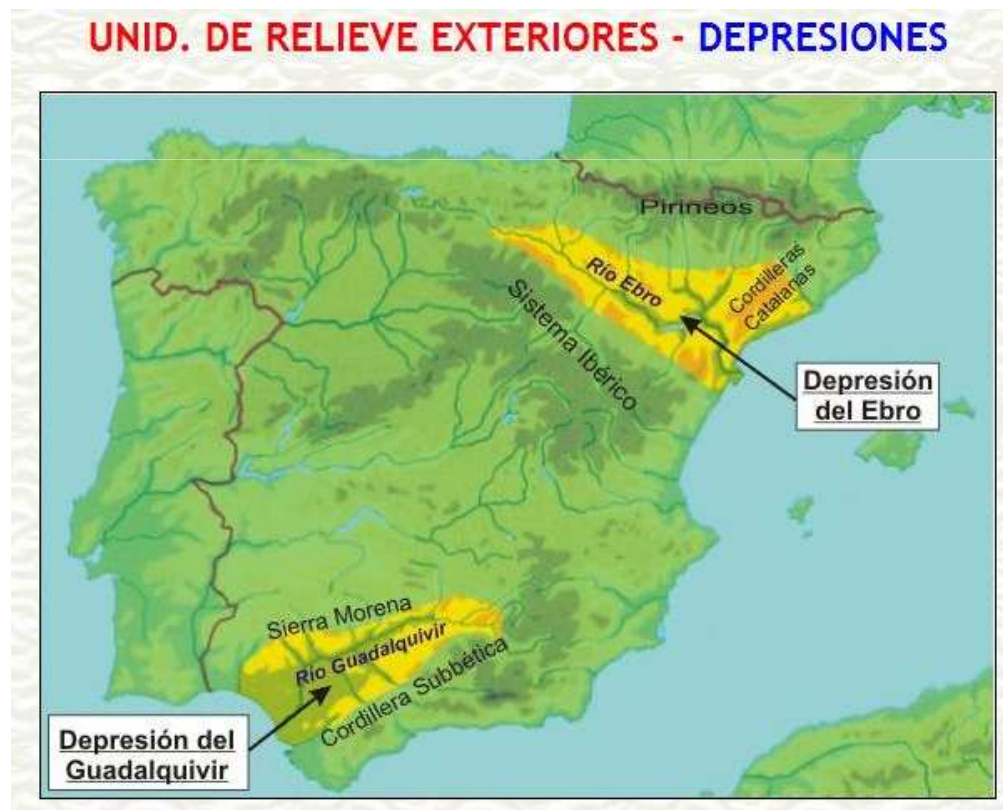 UNID. DE RELIEVE EXTERIORES - DEPRESIONES
Pirineos
Río Ebro
Cordilleras
Catalanas
Sistema Ibérico
Depresión
del Ebro
Sierra Morena
Río Guadalquivir
Cordillera Subbética
Depresión del
Guadalquivir